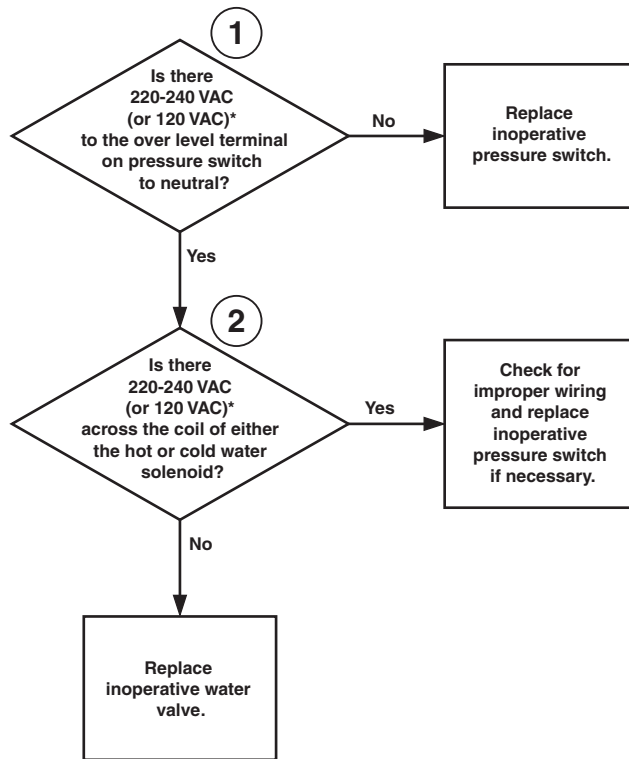 1
Is there
220-240 VAC
(or 120 VAC)*
to the over level terminal
on pressure switch
to neutral?
No
Replace
inoperative
pressure switch.
Yes
2
Is there
220-240 VAC
(or 120 VAC)*
across the coil of either
the hot or cold water
solenoid?
Yes
Check for
improper wiring
and replace
inoperative
pressure switch
if necessary.
No
Replace
inoperative water
valve.